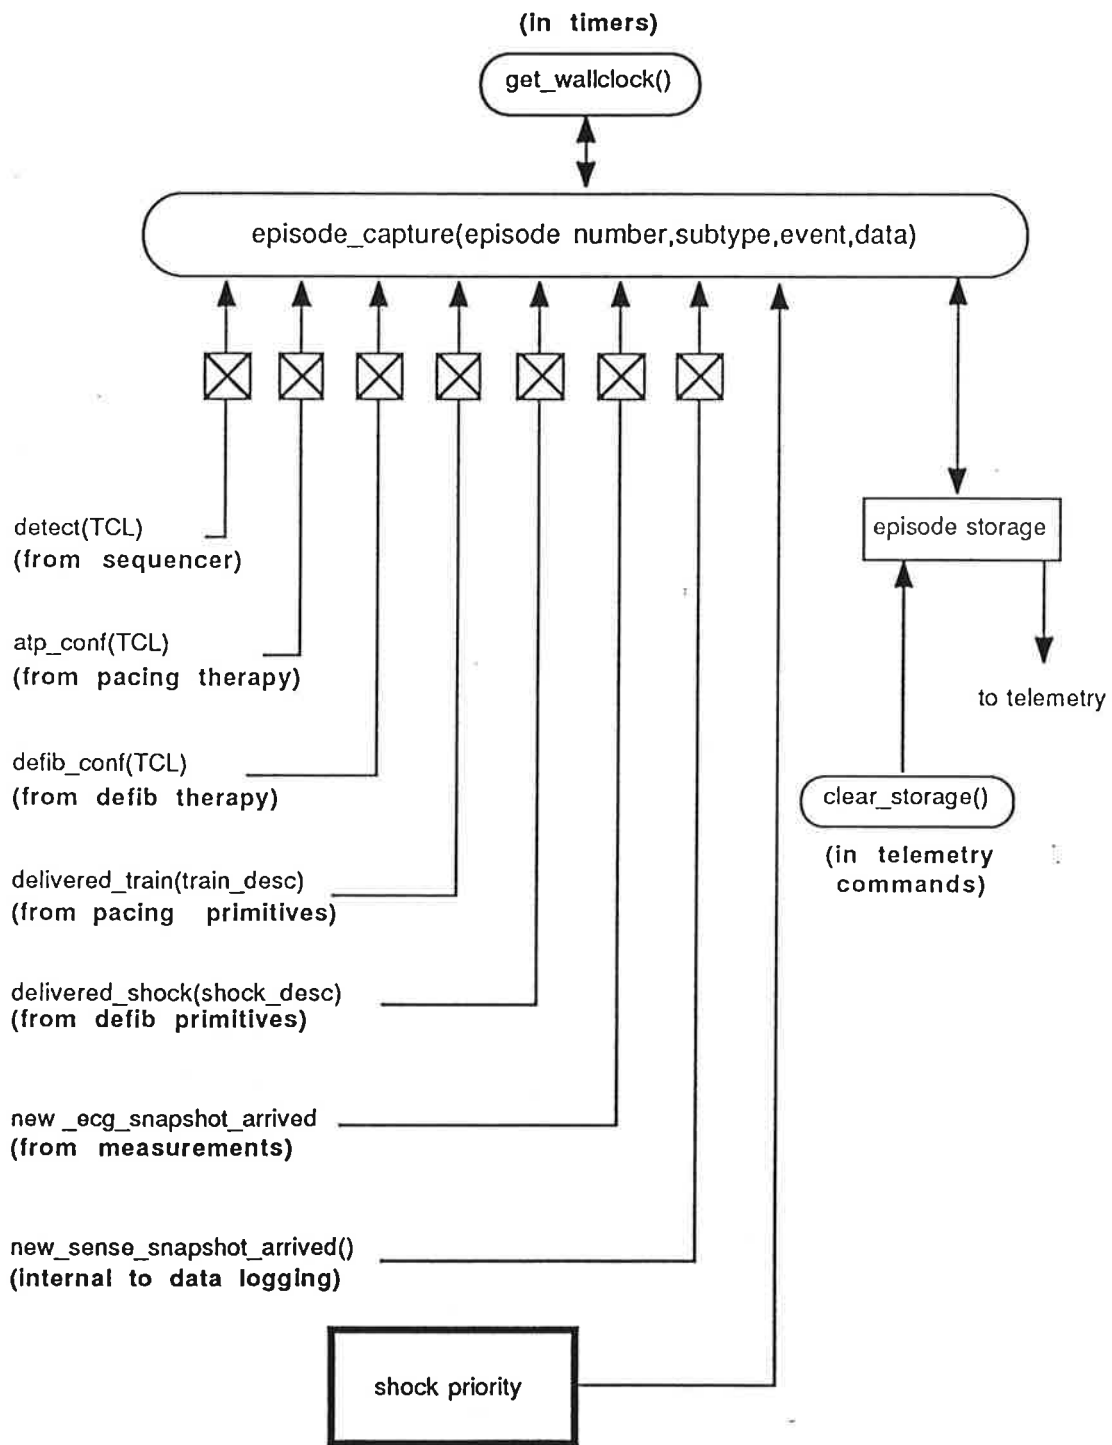 (in timers)
get_wallclock()
episode_capture(episode number,subtype,event,data)
detect(TCL)
(from sequencer)
episode storage
atp_conf(TCL)
(from pacing therapy)
to telemetry
defib_conf(TCL)
(from defib therapy)
clear_storage()
(in telemetry
commands)
delivered_train(train_desc)
(from pacing primitives)
delivered_shock(shock_desc)
(from defib primitives)
new _ecg_snapshot_arrived
(from measurements)
new_sense_snapshot_arrived()
(internal to data logging)
shock priority